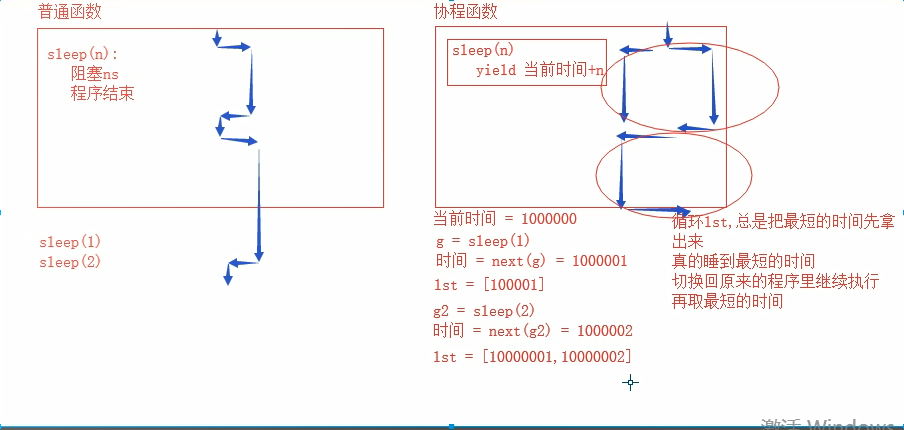 普通函数
sleep(n):
阻塞ns
程序结束
sleep(1)
sleep(2)
协程函数
sleep(n)
yield 当前时间+n
当前时间 = 1000000
g = sleep(1)
时间 = next(g) = 1000001
lst = [100001]
g2 = sleep(2)
时间 = next(g2) = 1000002
lst = [10000001,10000002]
循环lst,总是把最短的时间先拿
出来
真的睡到最短的时间
切换回原来的程序里继续执行
再取最短的时间
激活 Windows